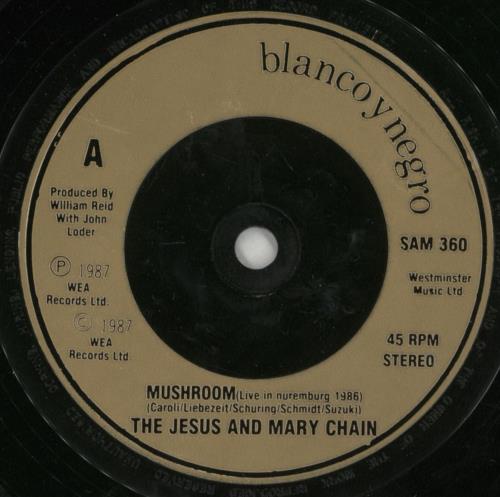 blanco y negro
A
Produced By
William Reid
With John
Loder
SAM 360
Ⓟ 1987
WEA
Records Ltd.
© 1987
WEA
Records Ltd
Westminster
Music Ltd
45 RPM
STEREO
MUSHROOM (Live in nuremburg 1986)
(Caroli/Liebezeit/Schuring/Schmidt/Suzuki)
THE JESUS AND MARY CHAIN